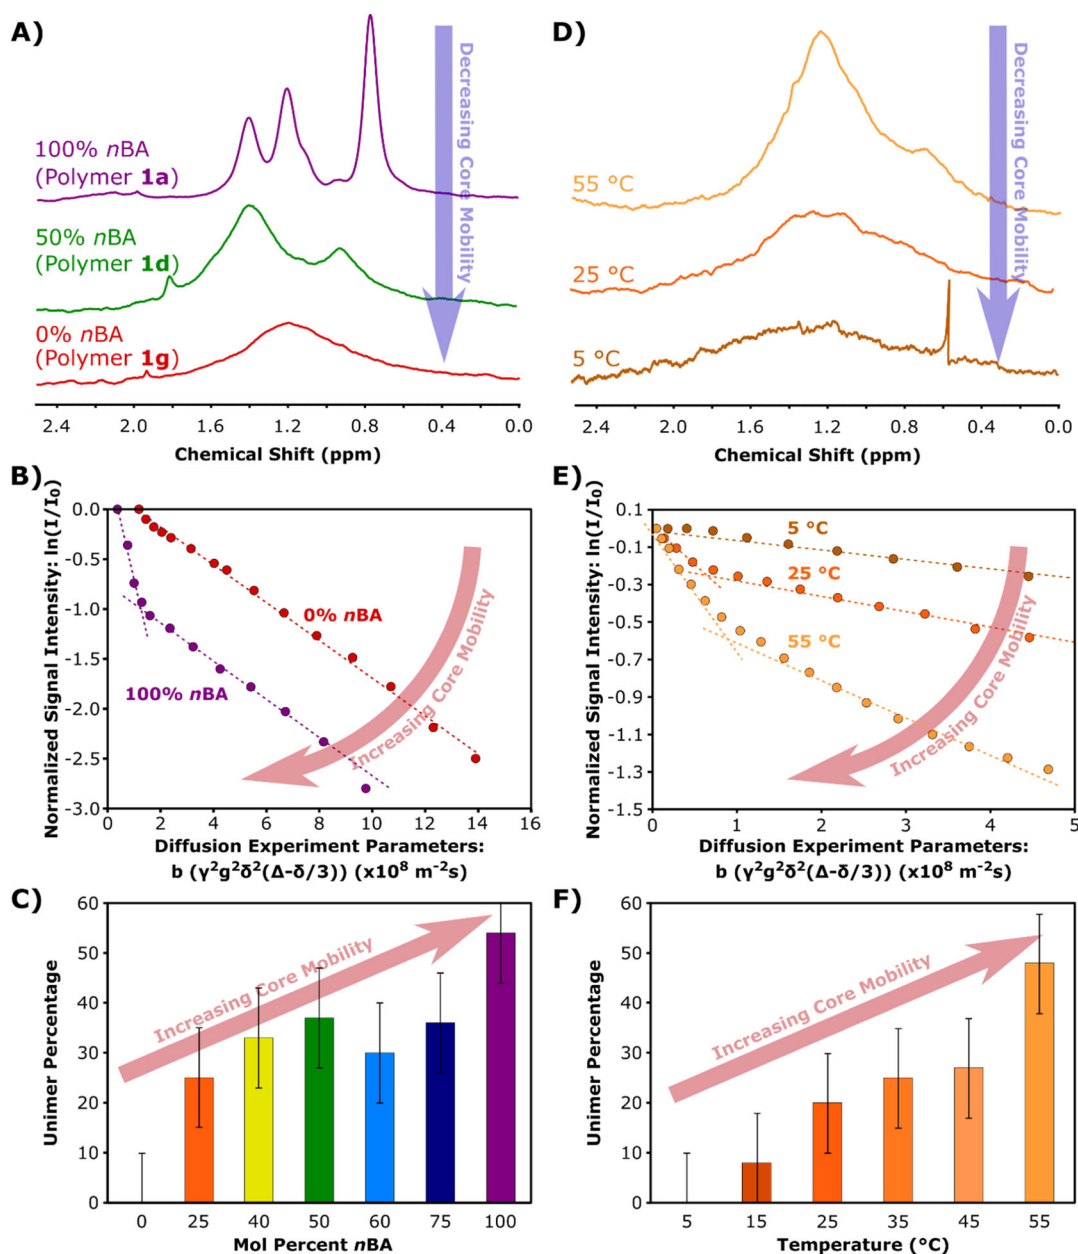 A)
Decreasing Core Mobility
100% nBA
(Polymer 1a)
50% nBA
(Polymer 1d)
0% nBA
(Polymer 1g)
2.4 2.0 1.6 1.2 0.8 0.4 0.0
Chemical Shift (ppm)
D)
Decreasing Core Mobility
55 °C
25 °C
5 °C
2.4 2.0 1.6 1.2 0.8 0.4 0.0
Chemical Shift (ppm)
B)
Normalized Signal Intensity: ln(I/I₀)
0.0
-0.5
-1.0
-1.5
-2.0
-2.5
-3.0
0% nBA
100% nBA
Increasing Core Mobility
0 2 4 6 8 10 12 14 16
Diffusion Experiment Parameters:
b (γ²g²δ²(Δ-δ/3)) (x10⁸ m⁻²s)
E)
Normalized Signal Intensity: ln(I/I₀)
0.1
-0.1
-0.3
-0.5
-0.7
-0.9
-1.1
-1.3
-1.5
5 °C
25 °C
55 °C
Increasing Core Mobility
0 1 2 3 4 5
Diffusion Experiment Parameters:
b (γ²g²δ²(Δ-δ/3)) (x10⁸ m⁻²s)
C)
Unimer Percentage
60
50
40
30
20
10
0
Increasing Core Mobility
0 25 40 50 60 75 100
Mol Percent nBA
F)
Unimer Percentage
60
50
40
30
20
10
0
Increasing Core Mobility
5 15 25 35 45 55
Temperature (°C)